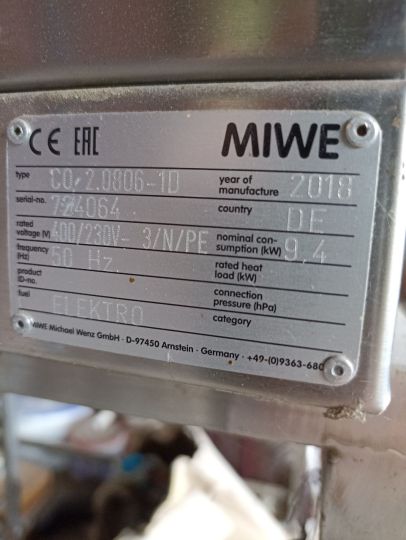 CE EAC MIWE
type CO 2.0806-1D year of manufacture 2018
serial-no. country DE
rated voltage (V) 400/230V~ 3/N/PE nominal con-sumption (kW) 9,4
frequency (Hz) 50 Hz rated heat load (kW)
product ID-no. connection pressure (hPa)
fuel ELEKTRO category
MIWE Michael Wenz GmbH · D-97450 Arnstein · Germany · +49-(0)9363-680